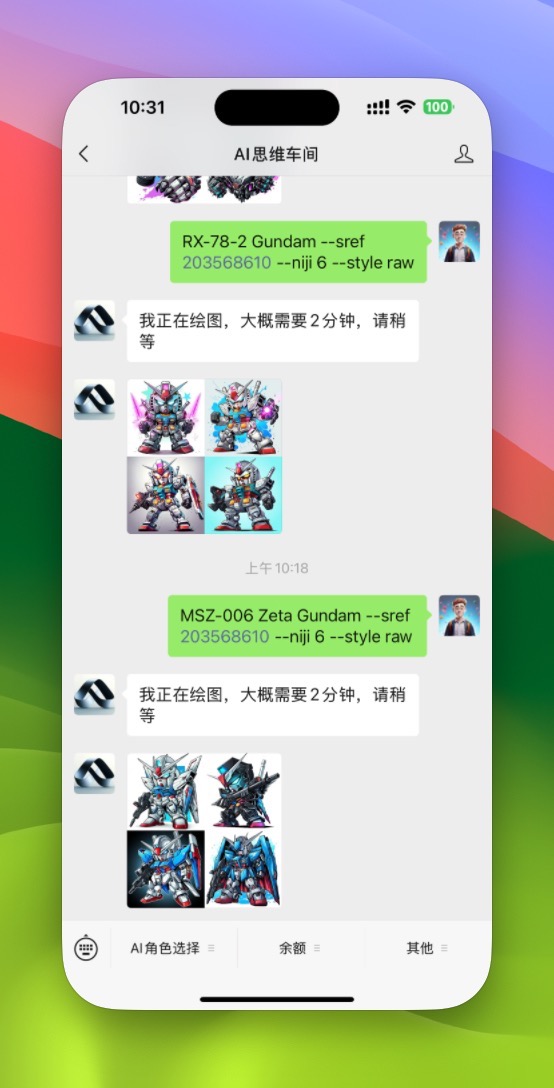 10:31
100
AI思维车间
RX-78-2 Gundam --sref
203568610 --niji 6 --style raw
我正在绘图，大概需要2分钟，请稍
等
上午10:18
MSZ-006 Zeta Gundam --sref
203568610 --niji 6 --style raw
我正在绘图，大概需要2分钟，请稍
等
AI角色选择
余额
其他